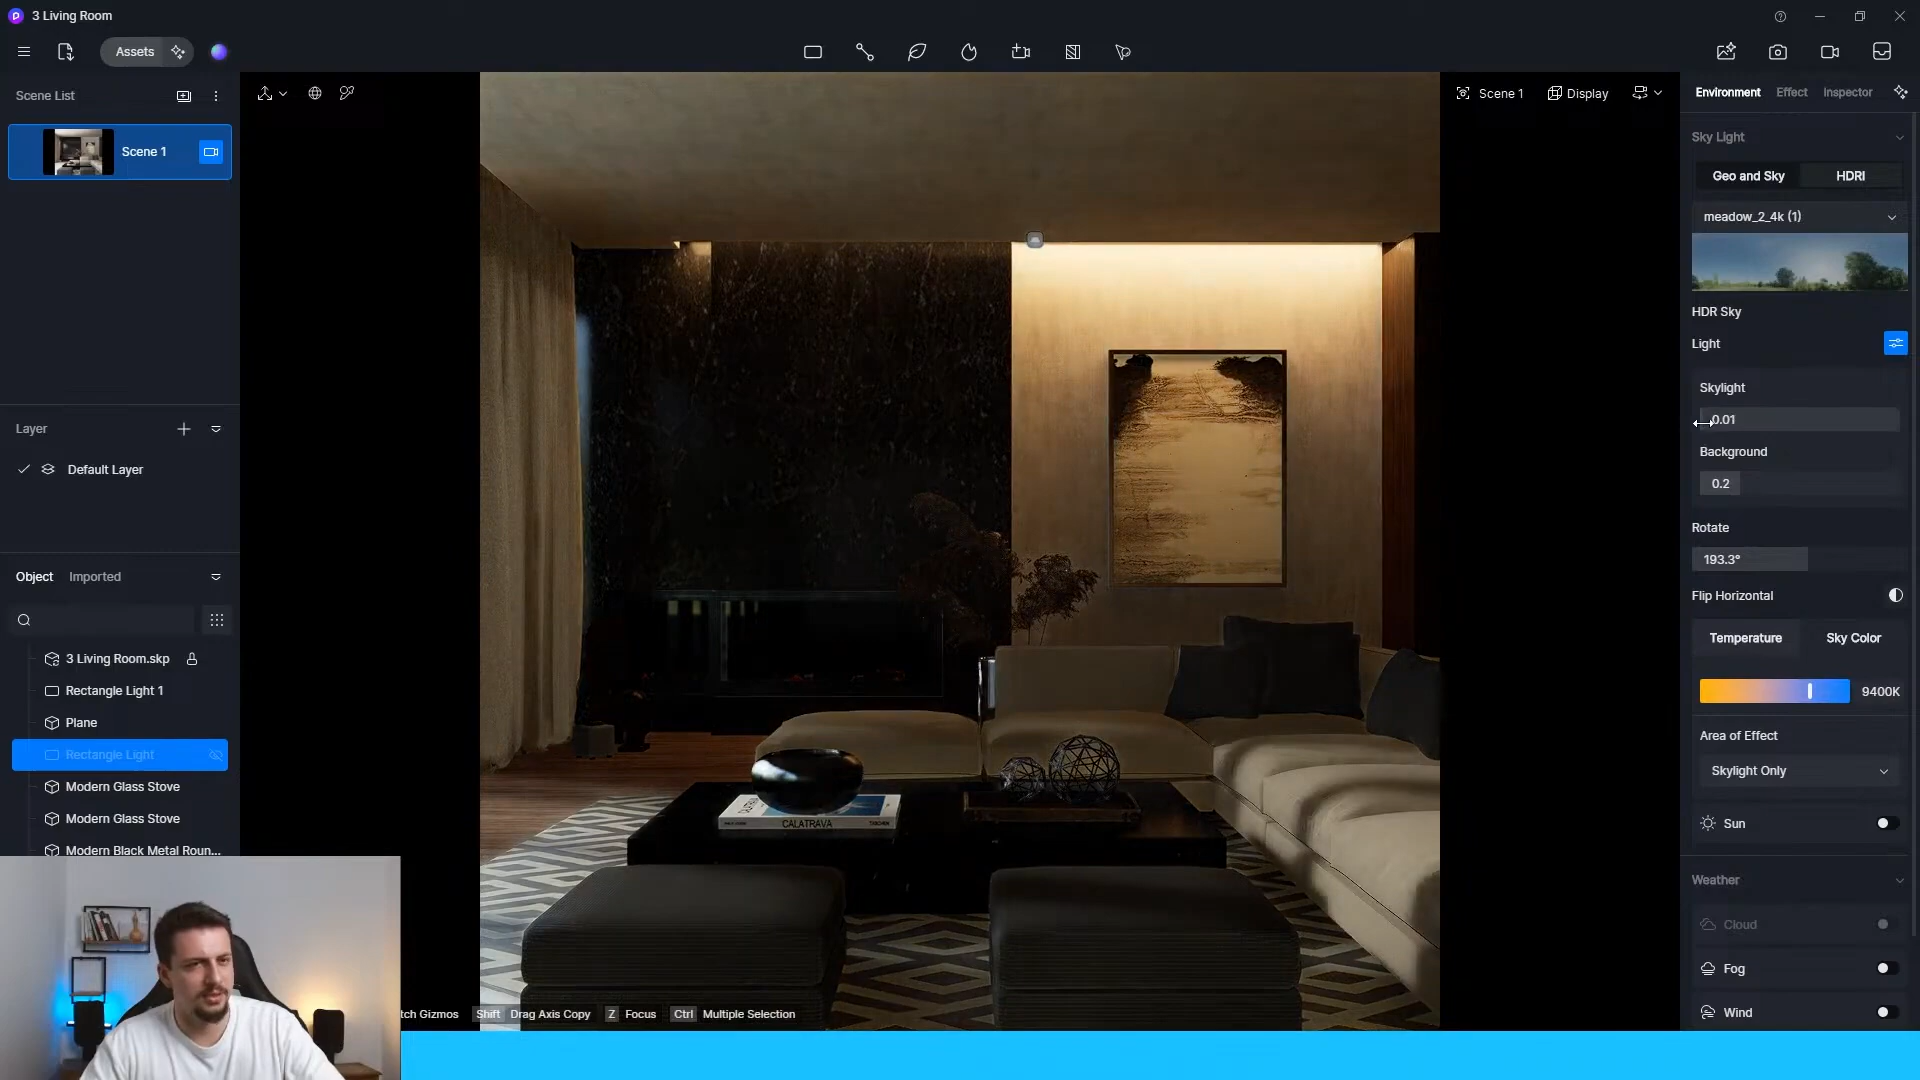 3 Living Room
Assets
Scene List
Scene 1
Layer
Default Layer
Object
Imported
3 Living Room.skp
Rectangle Light 1
Plane
Rectangle Light
Modern Glass Stove
Modern Glass Stove
Modern Black Metal Roun...
Scene 1
Display
CALATRAVA
TASCHEN
tch Gizmos
Shift
Drag Axis Copy
Z
Focus
Ctrl
Multiple Selection
Environment
Effect
Inspector
Sky Light
Geo and Sky
HDRI
meadow_2_4k (1)
HDR Sky
Light
Skylight
0.01
Background
0.2
Rotate
193.3°
Flip Horizontal
Temperature
Sky Color
9400K
Area of Effect
Skylight Only
Sun
Weather
Cloud
Fog
Wind